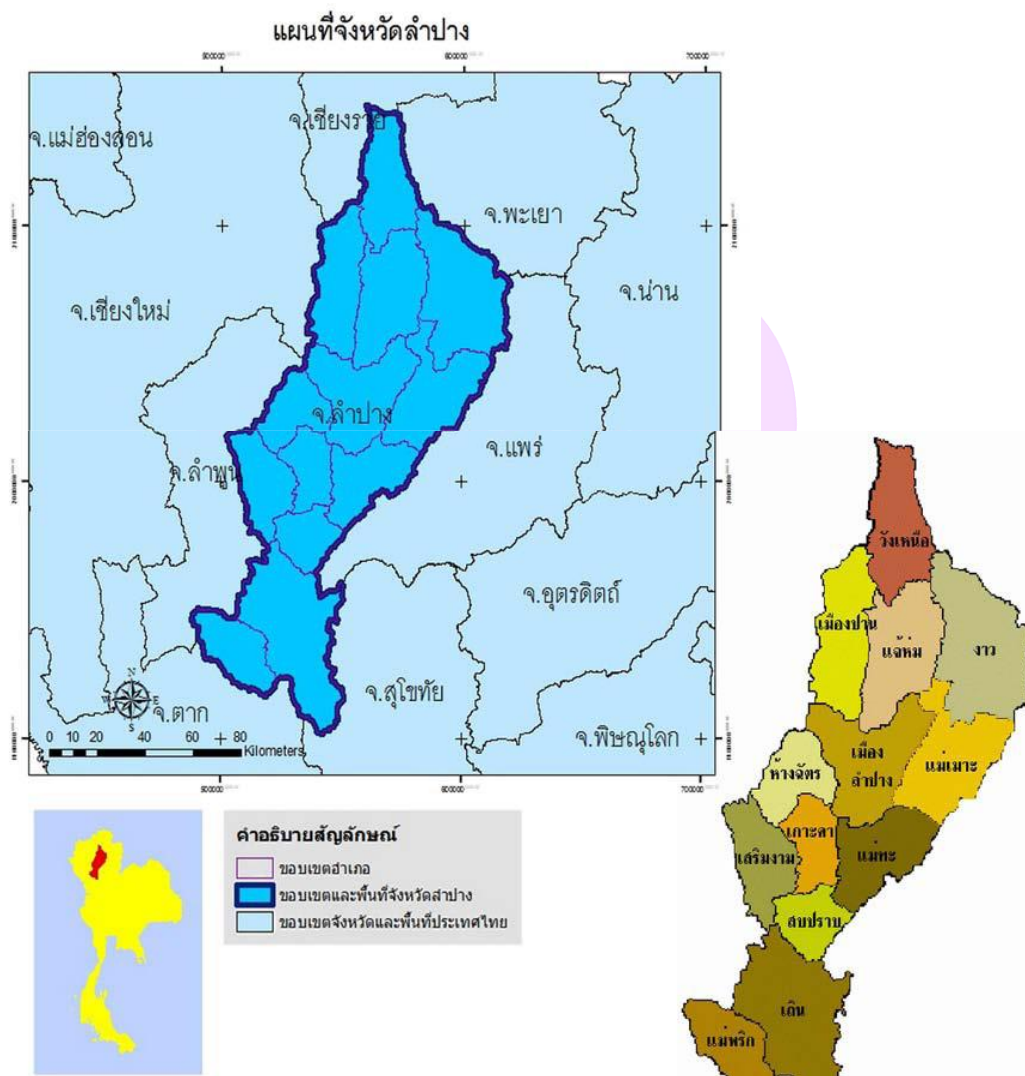 แผนที่จังหวัดลำปาง
500000 600000 700000
จ.แม่ฮ่องสอน
จ.เชียงราย
จ.พะเยา
จ.น่าน
จ.เชียงใหม่
จ.ลำปาง
จ.ลำพูน
จ.แพร่
จ.อุตรดิตถ์
จ.สุโขทัย
จ.ตาก
จ.พิษณุโลก
N
E
S
0 5 10 20 40 60 80
Kilometers
500000 600000 700000
คำอธิบายสัญลักษณ์
ขอบเขตอำเภอ
ขอบเขตและพื้นที่จังหวัดลำปาง
ขอบเขตจังหวัดและพื้นที่ประเทศไทย
วังเหนือ
เมืองปาน
แจ้ห่ม
งาว
เมือง
ลำปาง
แม่เมาะ
ห้างฉัตร
เกาะคา
เสริมงาม
แม่ทะ
สบปราบ
เถิน
แม่พริก